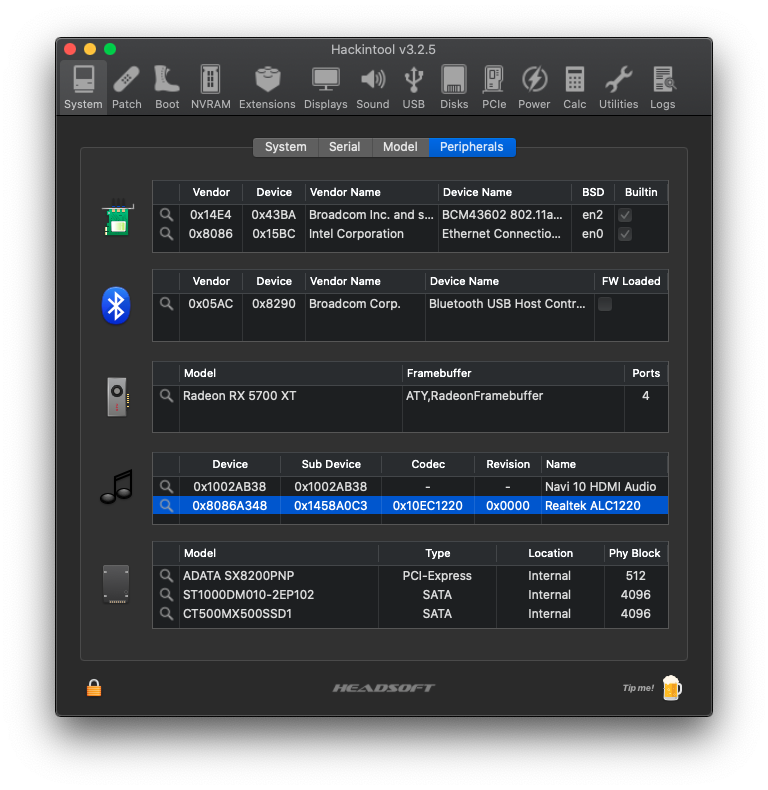 Hackintool v3.2.5
System Patch Boot NVRAM Extensions Displays Sound USB Disks PCIe Power Calc Utilities Logs
System Serial Model Peripherals
Vendor Device Vendor Name Device Name BSD Builtin
0x14E4 0x43BA Broadcom Inc. and s... BCM43602 802.11a... en2
0x8086 0x15BC Intel Corporation Ethernet Connectio... en0
Vendor Device Vendor Name Device Name FW Loaded
0x05AC 0x8290 Broadcom Corp. Bluetooth USB Host Contr...
Model Framebuffer Ports
Radeon RX 5700 XT ATY,RadeonFramebuffer 4
Device Sub Device Codec Revision Name
0x1002AB38 0x1002AB38 - - Navi 10 HDMI Audio
0x8086A348 0x1458A0C3 0x10EC1220 0x0000 Realtek ALC1220
Model Type Location Phy Block
ADATA SX8200PNP PCI-Express Internal 512
ST1000DM010-2EP102 SATA Internal 4096
CT500MX500SSD1 SATA Internal 4096
HEADSOFT Tip me!